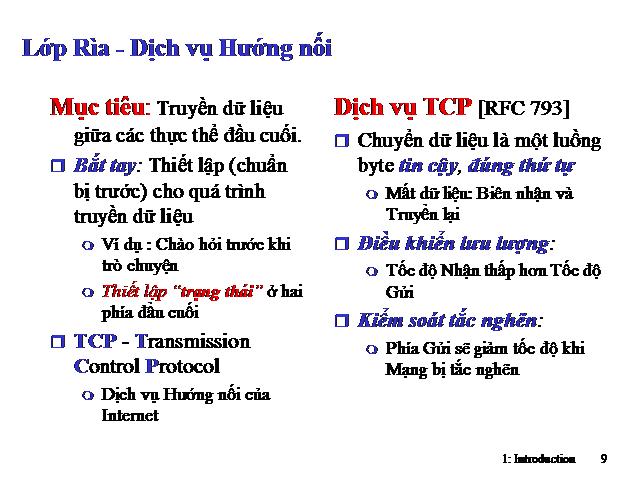 Lớp Rìa - Dịch vụ Hướng nối
Mục tiêu: Truyền dữ liệu
giữa các thực thể đầu cuối.
Bắt tay: Thiết lập (chuẩn
bị trước) cho quá trình
truyền dữ liệu
Ví dụ : Chào hỏi trước khi
trò chuyện
Thiết lập “trạng thái” ở hai
phía đầu cuối
TCP - Transmission
Control Protocol
Dịch vụ Hướng nối của
Internet
Dịch vụ TCP [RFC 793]
Chuyển dữ liệu là một luồng
byte tin cậy, đúng thứ tự
Mất dữ liệu: Biên nhận và
Truyền lại
Điều khiển lưu lượng:
Tốc độ Nhận thấp hơn Tốc độ
Gửi
Kiểm soát tắc nghẽn:
Phía Gửi sẽ giảm tốc độ khi
Mạng bị tắc nghẽn
1: Introduction 9